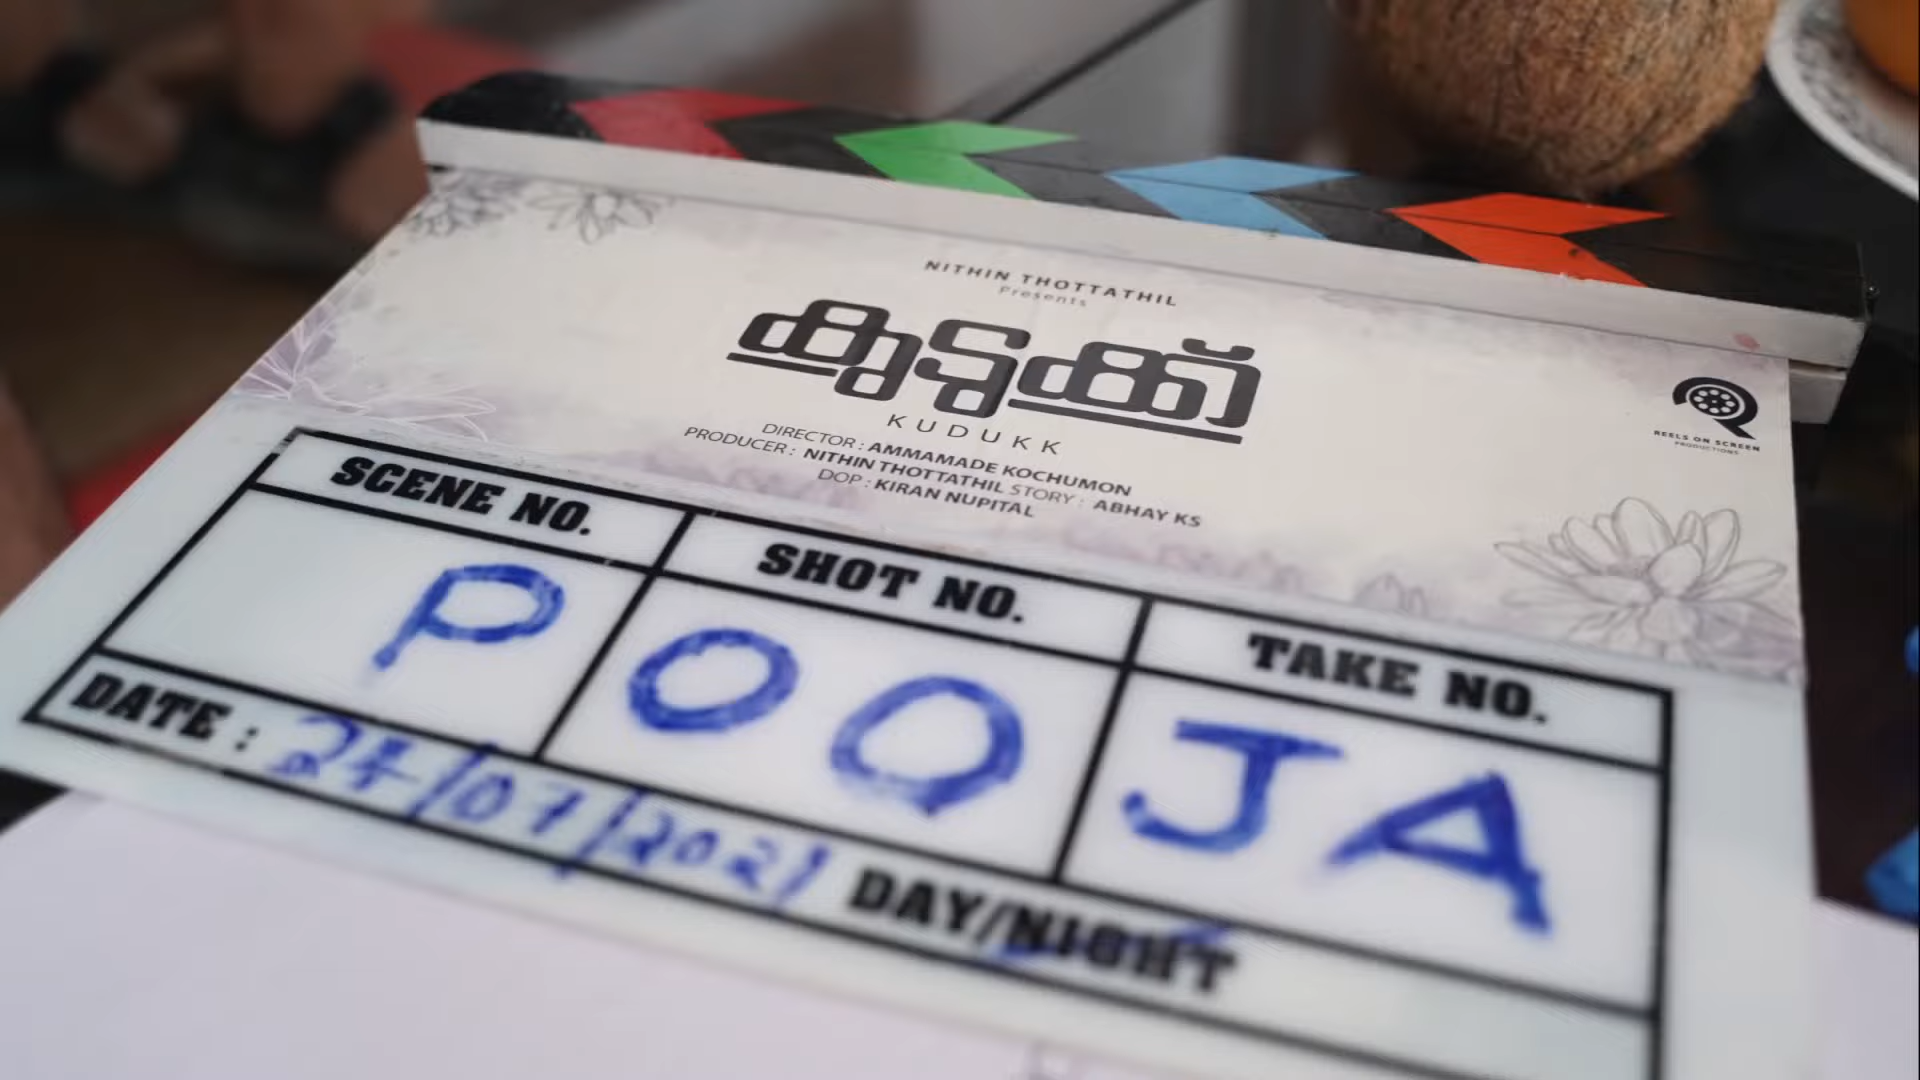 NITHIN THOTTATHIL
Presents
കുടുക്ക്
KUDUKK
DIRECTOR : AMMAMADE KOCHUMON
PRODUCER : NITHIN THOTTATHIL STORY : ABHAY KS
DOP : KIRAN NUPITAL
REELS ON SCREEN
PRODUCTIONS
SCENE NO. SHOT NO. TAKE NO.
P O O J A
DATE : 24/07/2021 DAY/NIGHT